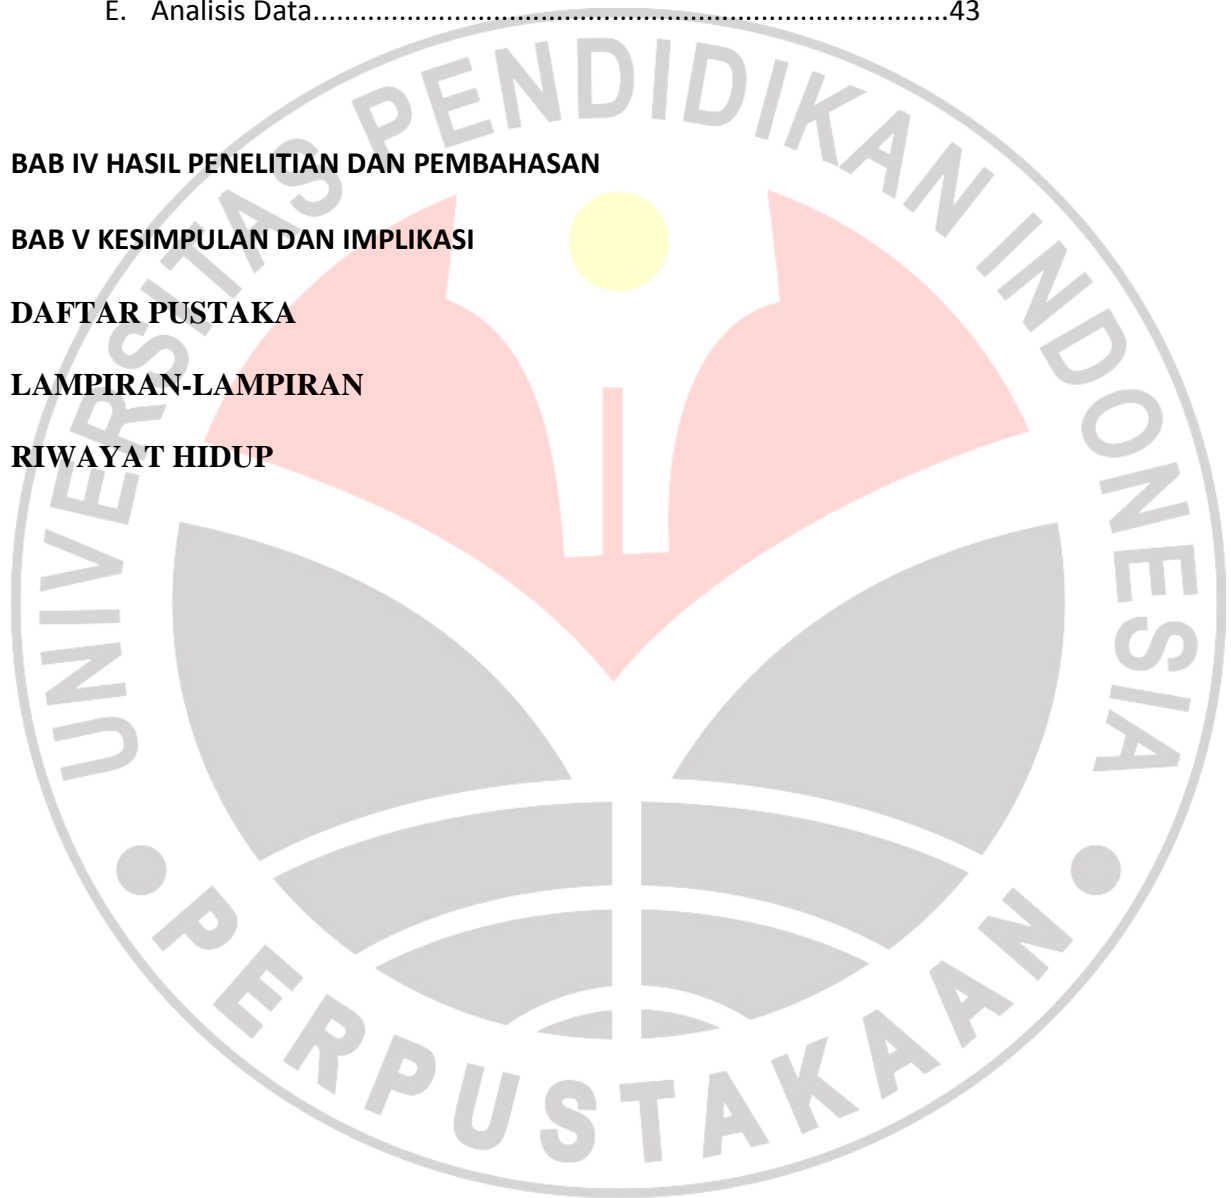 E. Analisis Data...................................................................................43
BAB IV HASIL PENELITIAN DAN PEMBAHASAN
BAB V KESIMPULAN DAN IMPLIKASI
DAFTAR PUSTAKA
LAMPIRAN-LAMPIRAN
RIWAYAT HIDUP
UNIVERSITAS PENDIDIKAN INDONESIA
PERPUSTAKAAN